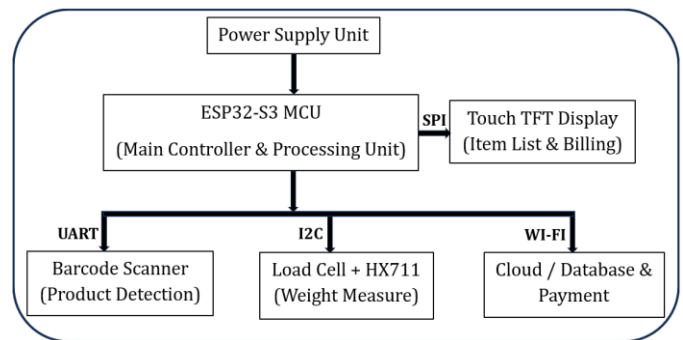 Power Supply Unit
ESP32-S3 MCU
(Main Controller & Processing Unit)
SPI
Touch TFT Display
(Item List & Billing)
UART
I2C
WI-FI
Barcode Scanner
(Product Detection)
Load Cell + HX711
(Weight Measure)
Cloud / Database &
Payment